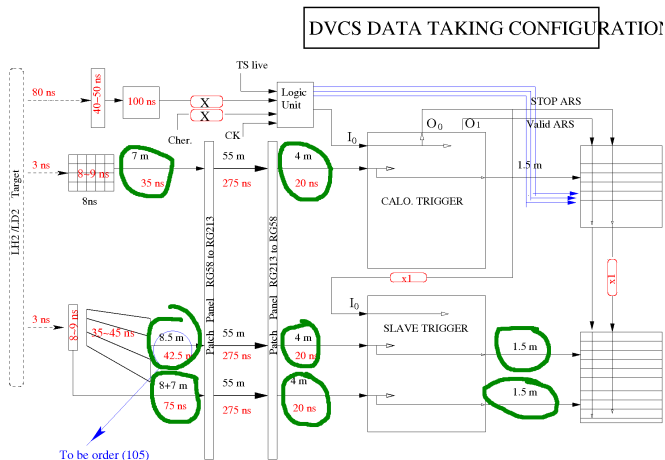 DVCS DATA TAKING CONFIGURATION
TS live
Logic
Unit
80 ns
40-50 ns
100 ns
X
X
Cher.
CK
STOP ARS
O0 O1
Valid ARS
I0
3 ns
7 m
55 m
4 m
1.5 m
8-9 ns
35 ns
275 ns
20 ns
8ns
CALO. TRIGGER
LH2 /LD2 Target
Patch Panel RG58 to RG213
Patch Panel RG213 to RG58
x1
x1
I0
3 ns
8-9 ns
35-45 ns
SLAVE TRIGGER
8.5 m
55 m
4 m
1.5 m
42.5 ns
275 ns
20 ns
8+7 m
55 m
4 m
1.5 m
75 ns
275 ns
20 ns
To be order (105)